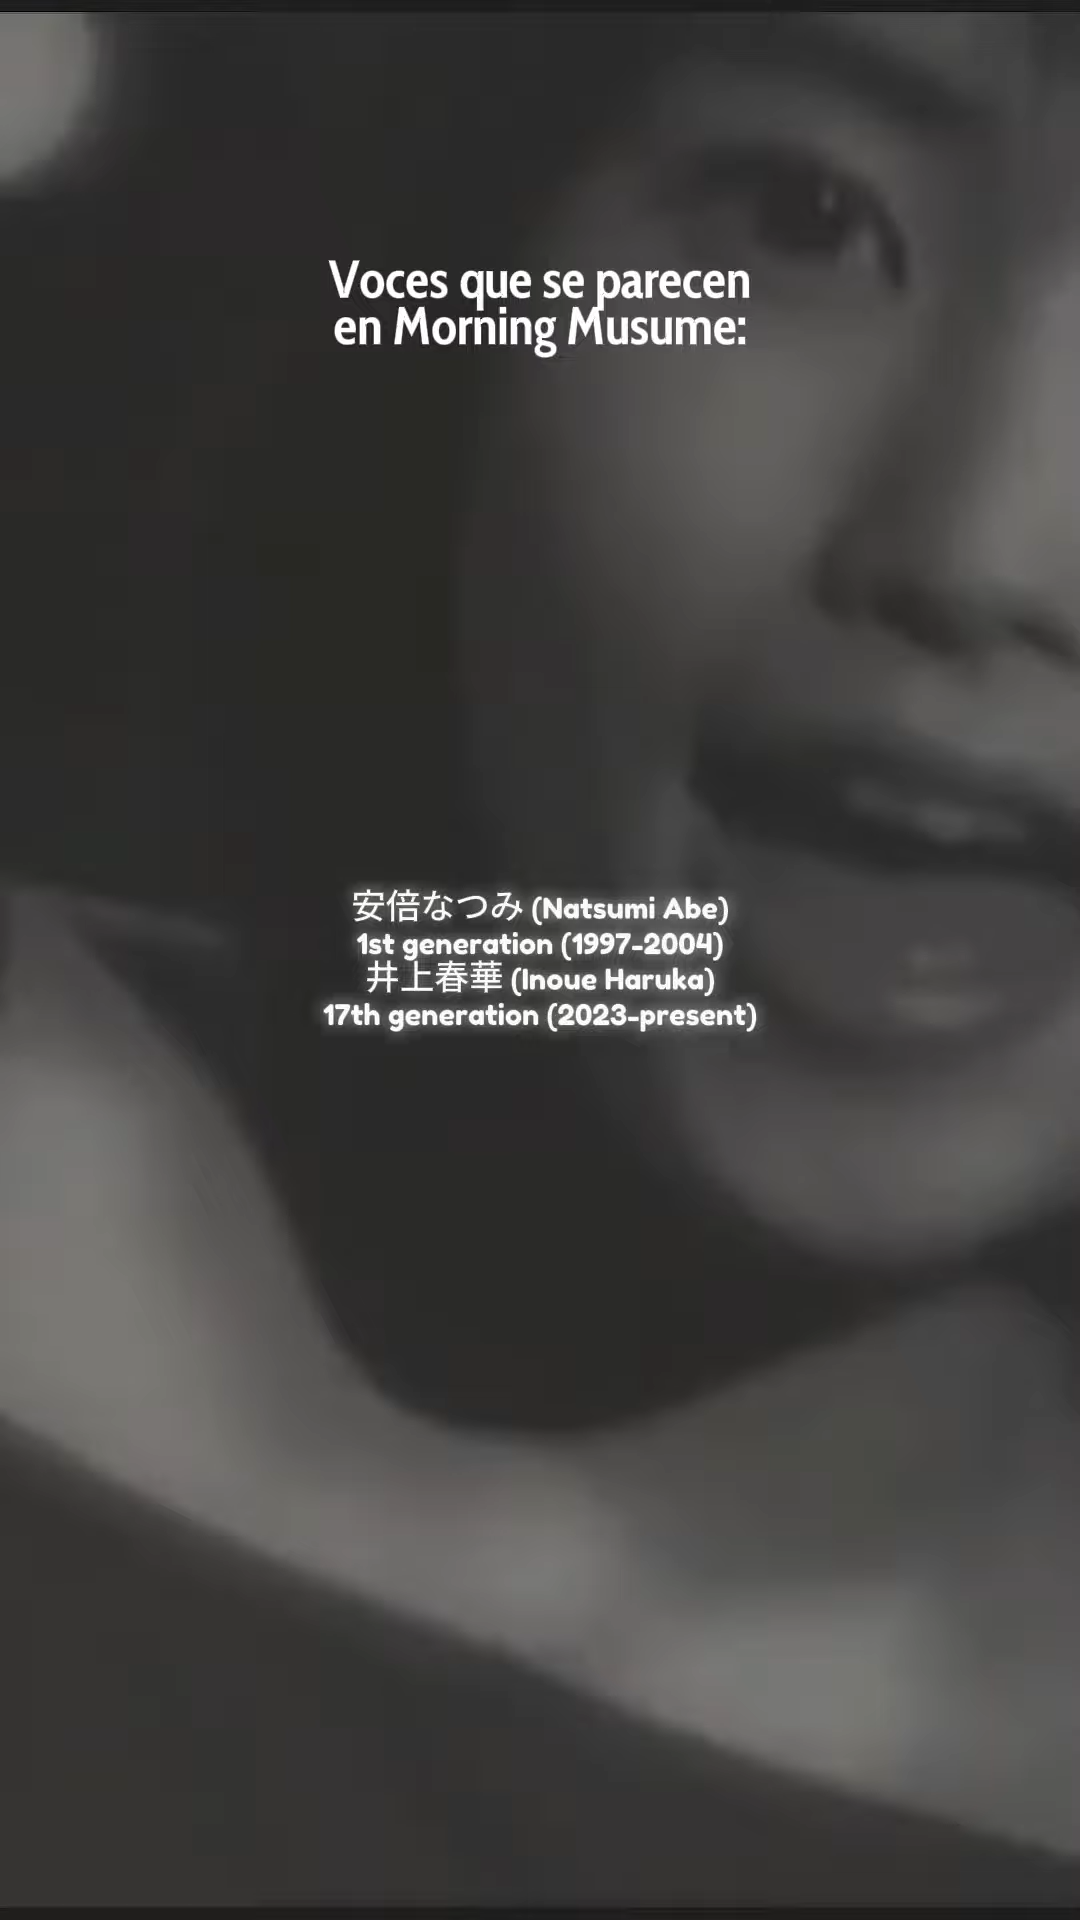 Voces que se parecen
en Morning Musume:
安倍なつみ (Natsumi Abe)
1st generation (1997-2004)
井上春華 (Inoue Haruka)
17th generation (2023-present)